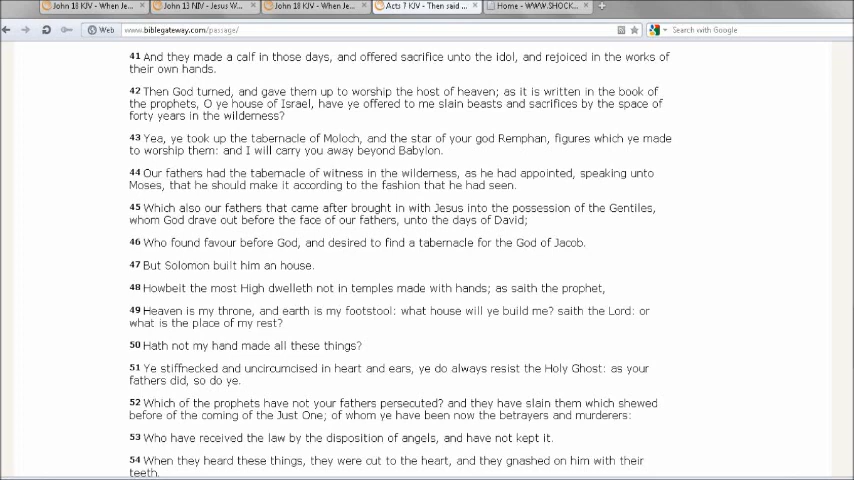 John 18 KJV - When Je...
John 13 NIV - Jesus W...
John 18 KJV - When Je...
Acts 7 KJV - Then said ...
Home - WWW.SHOCK...
Web
www.biblegateway.com/passage/
Search with Google
41 And they made a calf in those days, and offered sacrifice unto the idol, and rejoiced in the works of
their own hands.
42 Then God turned, and gave them up to worship the host of heaven; as it is written in the book of
the prophets, O ye house of Israel, have ye offered to me slain beasts and sacrifices by the space of
forty years in the wilderness?
43 Yea, ye took up the tabernacle of Moloch, and the star of your god Remphan, figures which ye made
to worship them: and I will carry you away beyond Babylon.
44 Our fathers had the tabernacle of witness in the wilderness, as he had appointed, speaking unto
Moses, that he should make it according to the fashion that he had seen.
45 Which also our fathers that came after brought in with Jesus into the possession of the Gentiles,
whom God drave out before the face of our fathers, unto the days of David;
46 Who found favour before God, and desired to find a tabernacle for the God of Jacob.
47 But Solomon built him an house.
48 Howbeit the most High dwelleth not in temples made with hands; as saith the prophet,
49 Heaven is my throne, and earth is my footstool: what house will ye build me? saith the Lord: or
what is the place of my rest?
50 Hath not my hand made all these things?
51 Ye stiffnecked and uncircumcised in heart and ears, ye do always resist the Holy Ghost: as your
fathers did, so do ye.
52 Which of the prophets have not your fathers persecuted? and they have slain them which shewed
before of the coming of the Just One; of whom ye have been now the betrayers and murderers:
53 Who have received the law by the disposition of angels, and have not kept it.
54 When they heard these things, they were cut to the heart, and they gnashed on him with their
teeth.